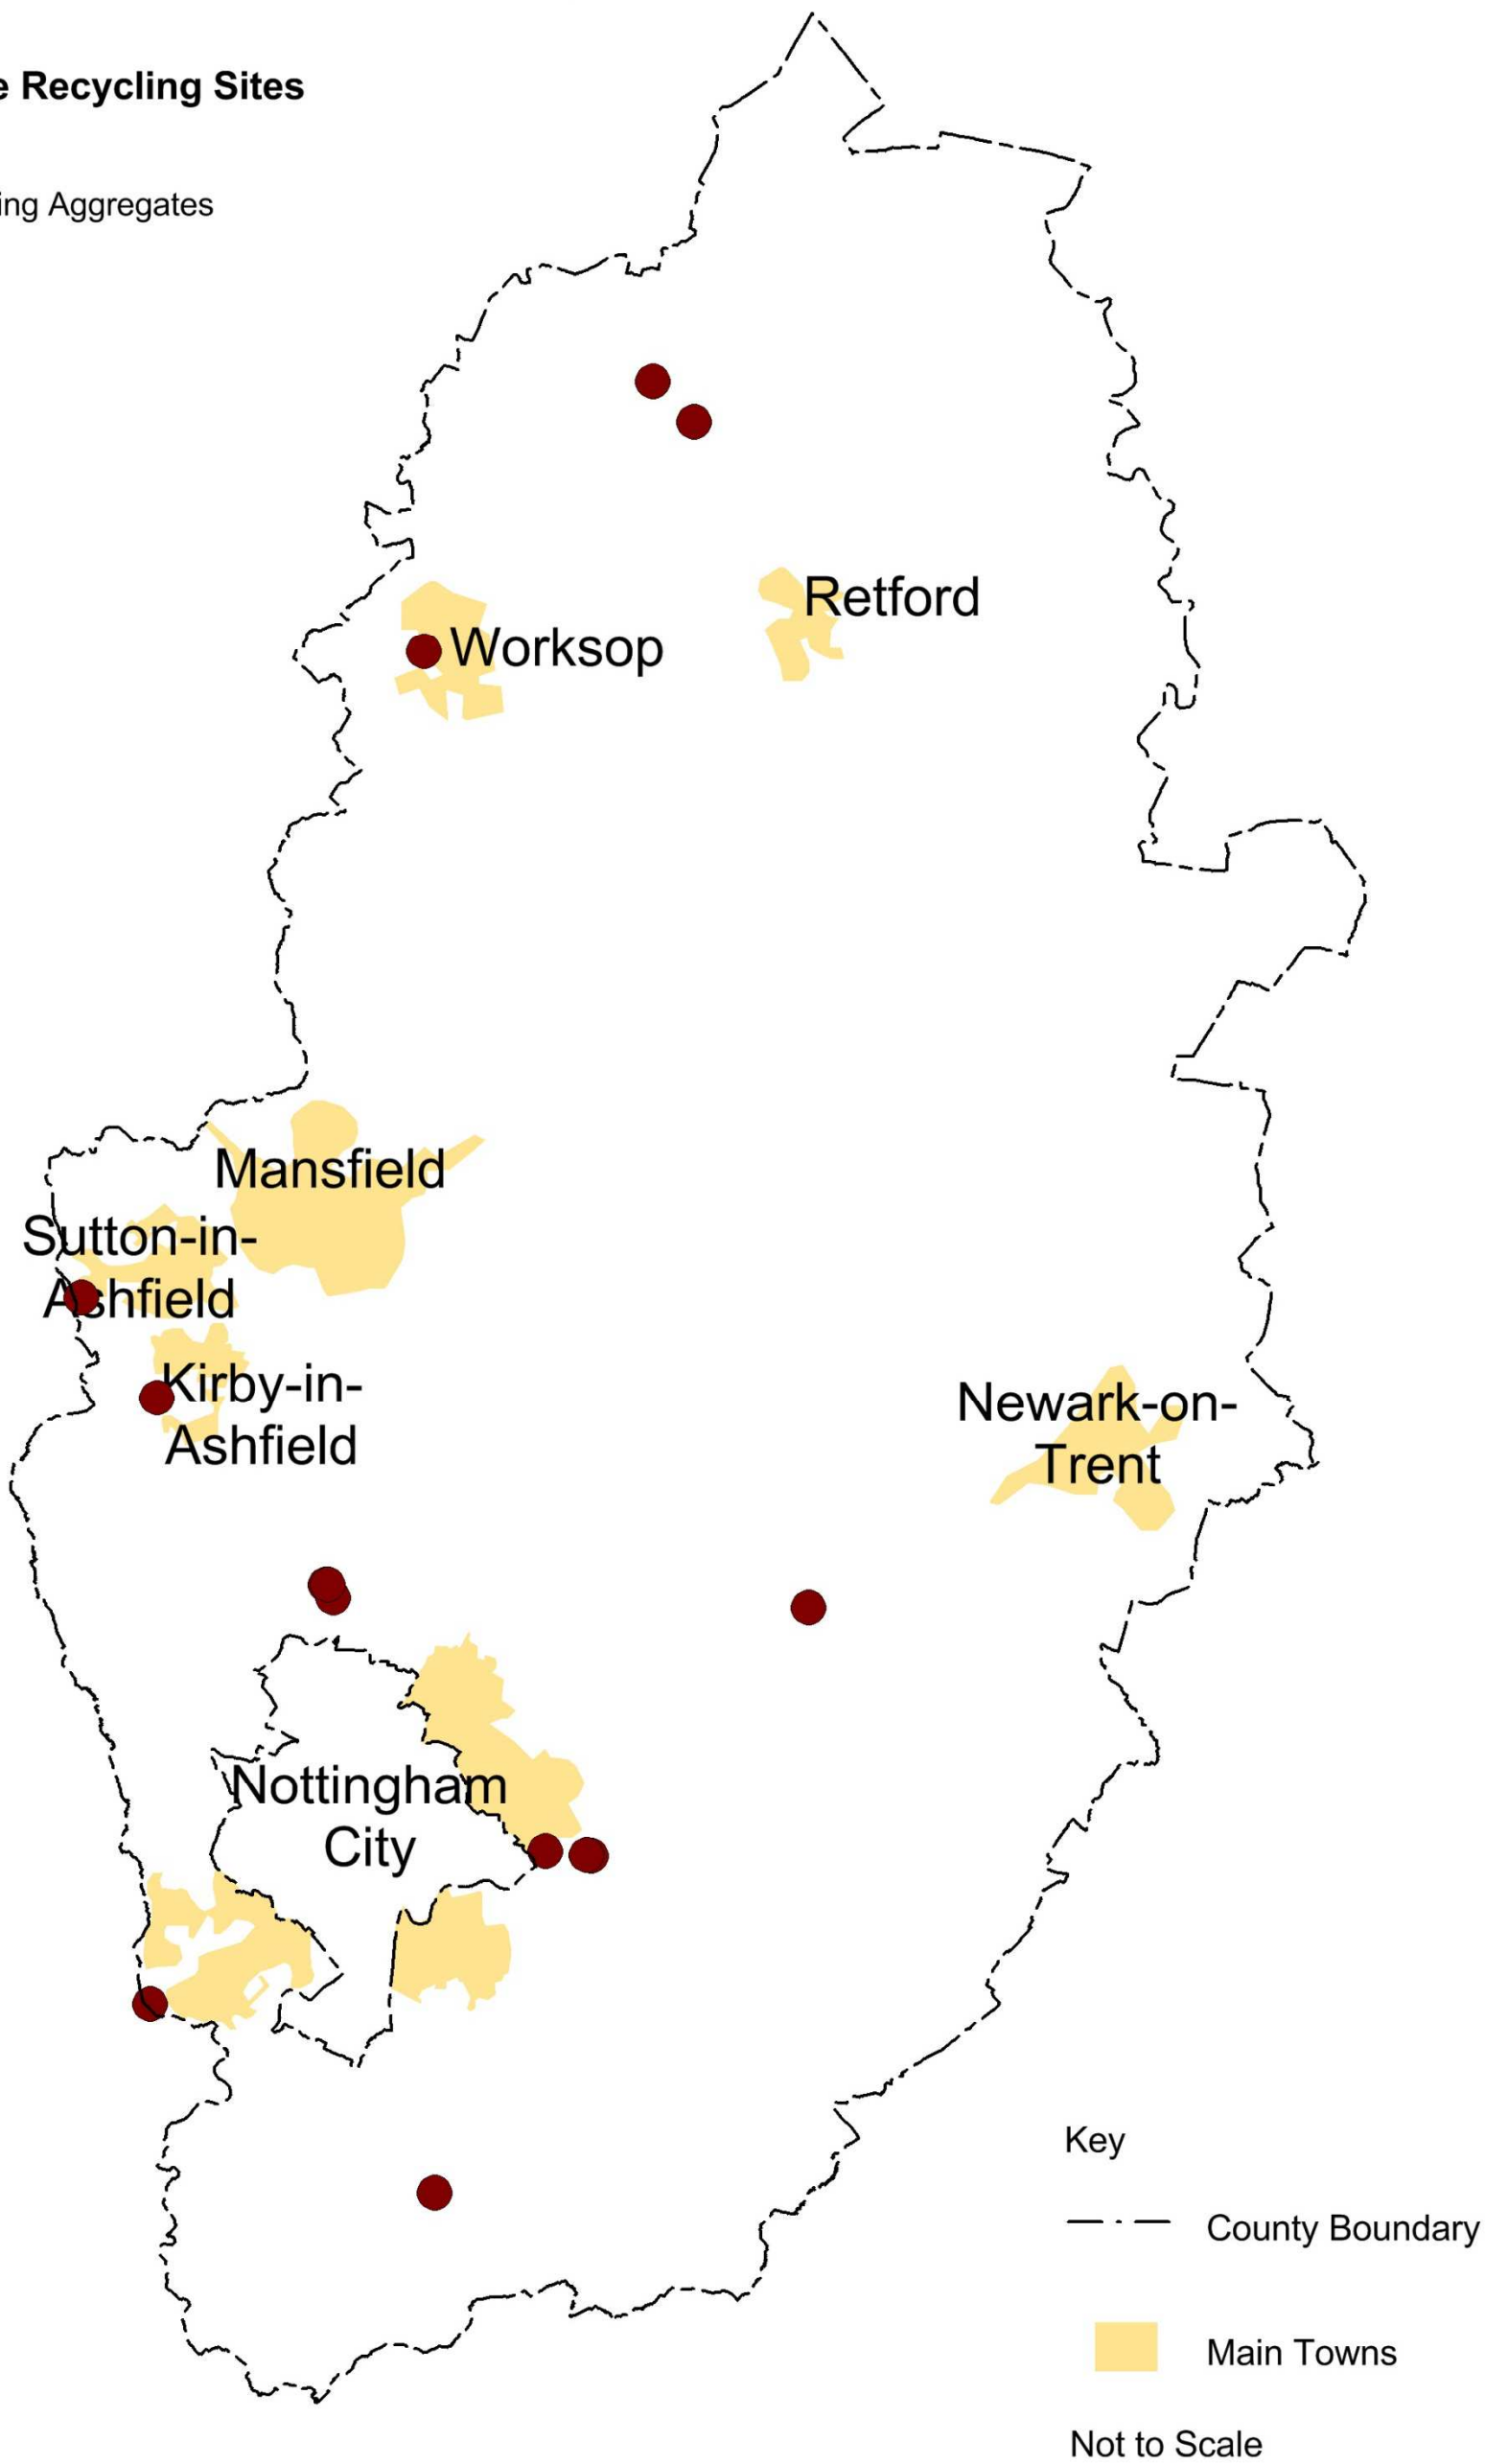 Recycling Sites
Aggregates
Retford
Worksop
Mansfield
Sutton-in-
Ashfield
Kirby-in-
Ashfield
Newark-on-
Trent
Nottingham
City
Key
County Boundary
Main Towns
Not to Scale